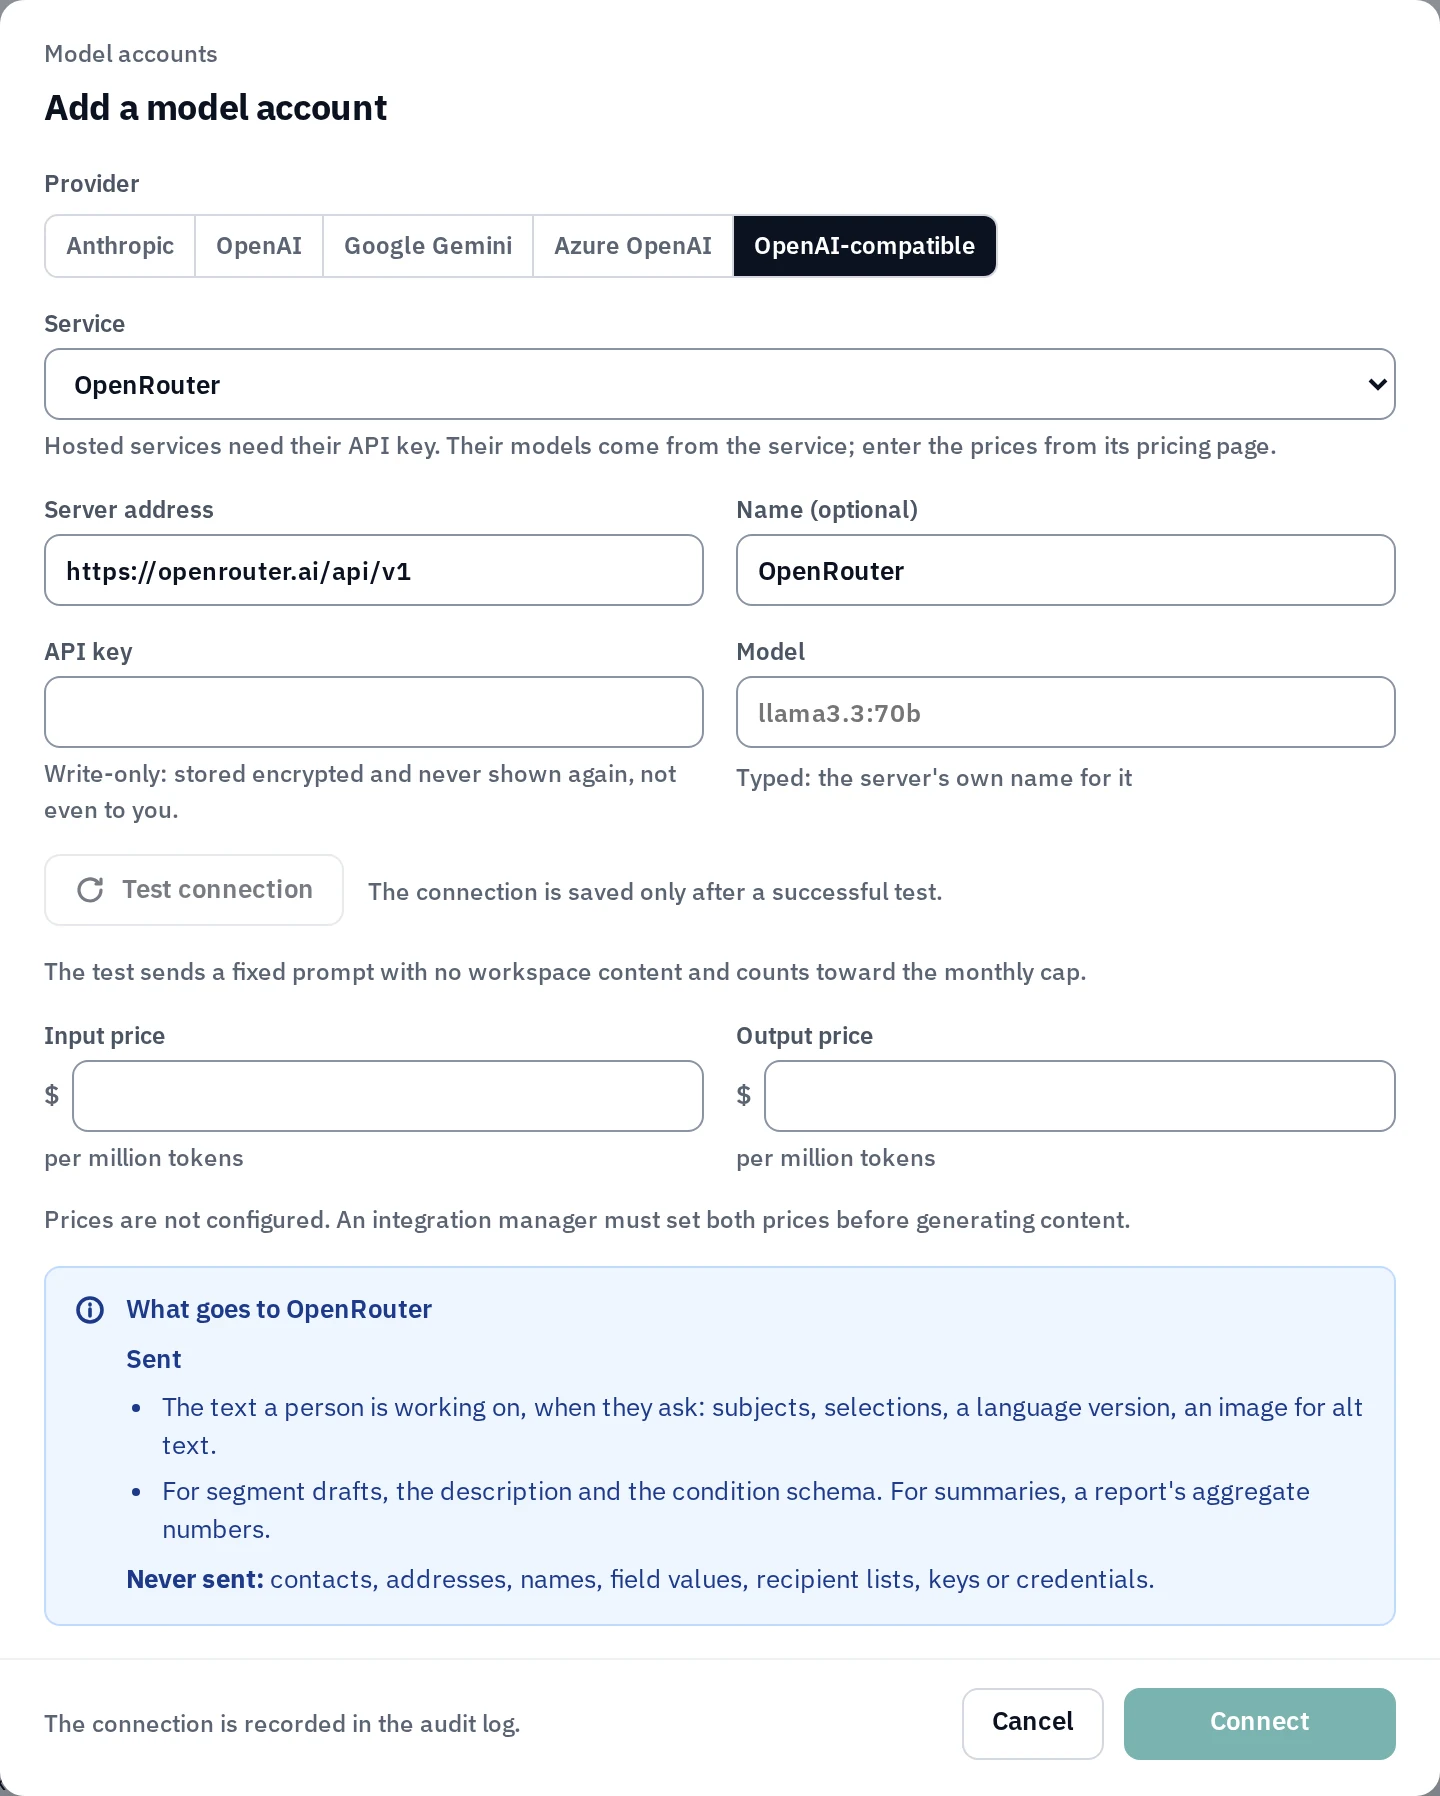 Model accounts
Add a model account
Provider
Anthropic
OpenAI
Google Gemini
Azure OpenAI
OpenAI-compatible
Service
OpenRouter
Hosted services need their API key. Their models come from the service; enter the prices from its pricing page.
Server address
https://openrouter.ai/api/v1
Name (optional)
OpenRouter
API key
Write-only: stored encrypted and never shown again, not
even to you.
Model
llama3.3:70b
Typed: the server's own name for it
Test connection
The connection is saved only after a successful test.
The test sends a fixed prompt with no workspace content and counts toward the monthly cap.
Input price
$
per million tokens
Output price
$
per million tokens
Prices are not configured. An integration manager must set both prices before generating content.
What goes to OpenRouter
Sent
• The text a person is working on, when they ask: subjects, selections, a language version, an image for alt
text.
• For segment drafts, the description and the condition schema. For summaries, a report's aggregate
numbers.
Never sent: contacts, addresses, names, field values, recipient lists, keys or credentials.
The connection is recorded in the audit log.
Cancel
Connect